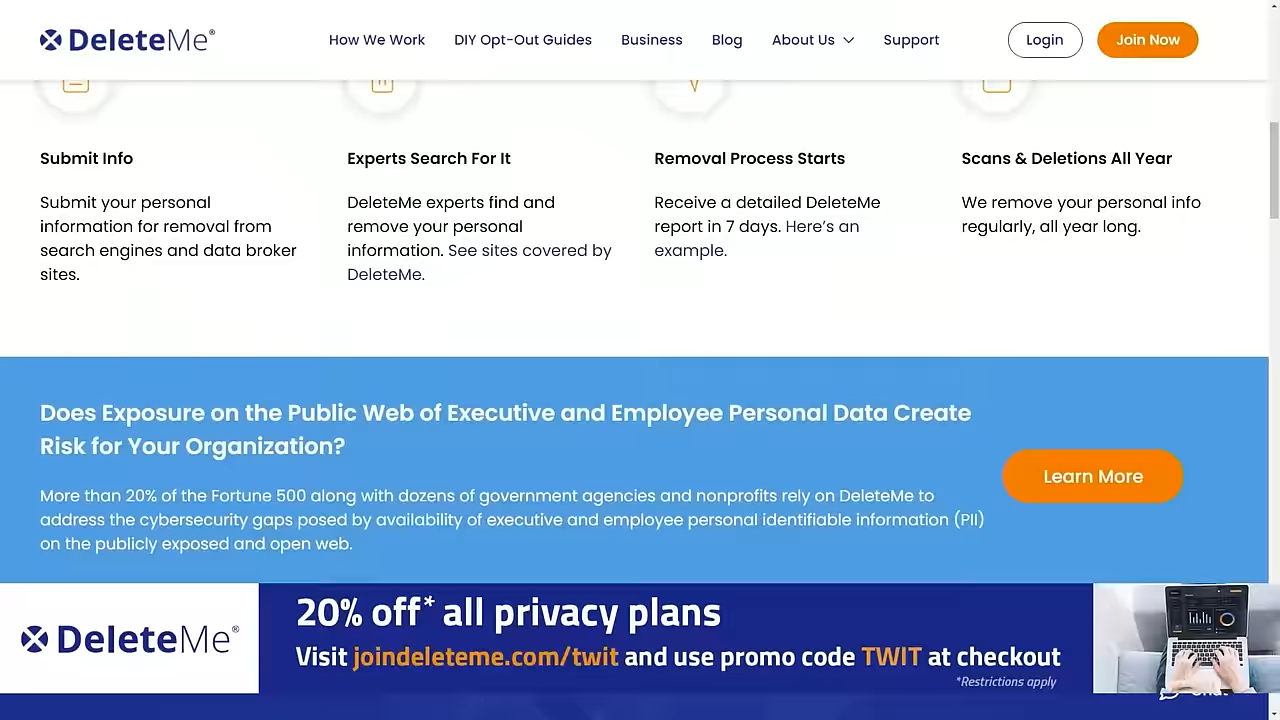 DeleteMe®
How We Work
DIY Opt-Out Guides
Business
Blog
About Us
Support
Login
Join Now
Submit Info
Submit your personal
information for removal from
search engines and data broker
sites.
Experts Search For It
DeleteMe experts find and
remove your personal
information. See sites covered by
DeleteMe.
Removal Process Starts
Receive a detailed DeleteMe
report in 7 days. Here's an
example.
Scans & Deletions All Year
We remove your personal info
regularly, all year long.
Does Exposure on the Public Web of Executive and Employee Personal Data Create
Risk for Your Organization?
More than 20% of the Fortune 500 along with dozens of government agencies and nonprofits rely on DeleteMe to
address the cybersecurity gaps posed by availability of executive and employee personal identifiable information (PII)
on the publicly exposed and open web.
Learn More
DeleteMe®
20% off* all privacy plans
Visit joindeleteme.com/twit and use promo code TWIT at checkout
*Restrictions apply